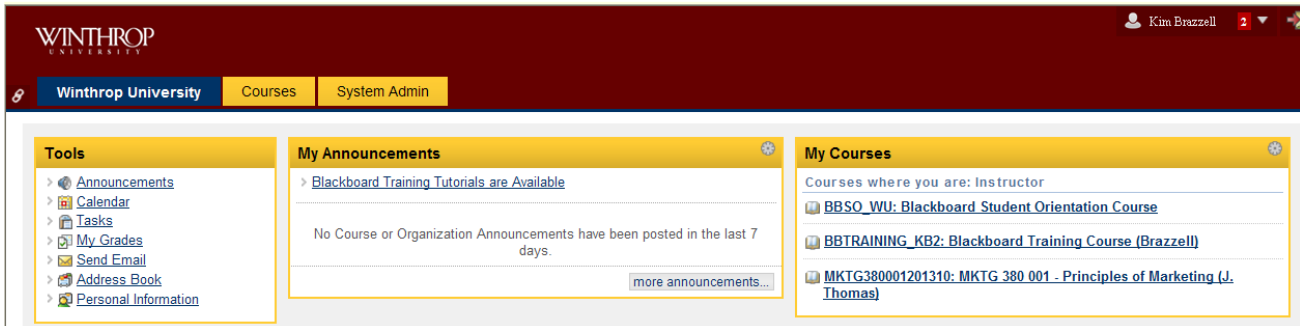 WINTHROP
UNIVERSITY
Kim Brazzell 2
Winthrop University Courses System Admin
Tools
Announcements
Calendar
Tasks
My Grades
Send Email
Address Book
Personal Information
My Announcements
Blackboard Training Tutorials are Available
No Course or Organization Announcements have been posted in the last 7
days.
more announcements...
My Courses
Courses where you are: Instructor
BBSO_WU: Blackboard Student Orientation Course
BBTRAINING_KB2: Blackboard Training Course (Brazzell)
MKTG380001201310: MKTG 380 001 - Principles of Marketing (J.
Thomas)